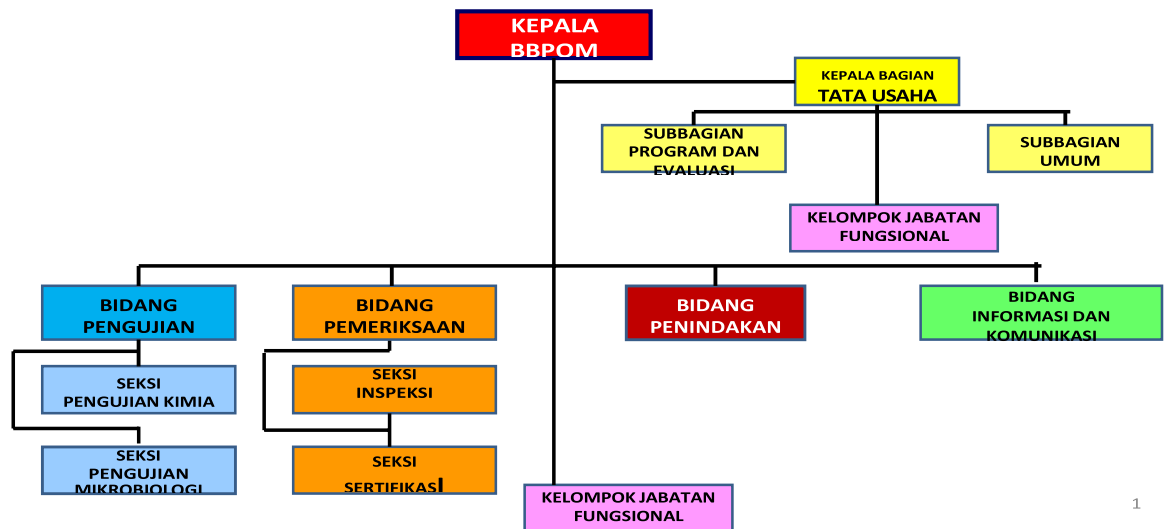 KEPALA
BBPOM
KEPALA BAGIAN
TATA USAHA
SUBBAGIAN
PROGRAM DAN
EVALUASI
SUBBAGIAN
UMUM
KELOMPOK JABATAN
FUNGSIONAL
BIDANG
PENGUJIAN
BIDANG
PEMERIKSAAN
BIDANG
PENINDAKAN
BIDANG
INFORMASI DAN
KOMUNIKASI
SEKSI
PENGUJIAN KIMIA
SEKSI
INSPEKSI
SEKSI
PENGUJIAN
MIKROBIOLOGI
SEKSI
SERTIFIKASI
KELOMPOK JABATAN
FUNGSIONAL
1